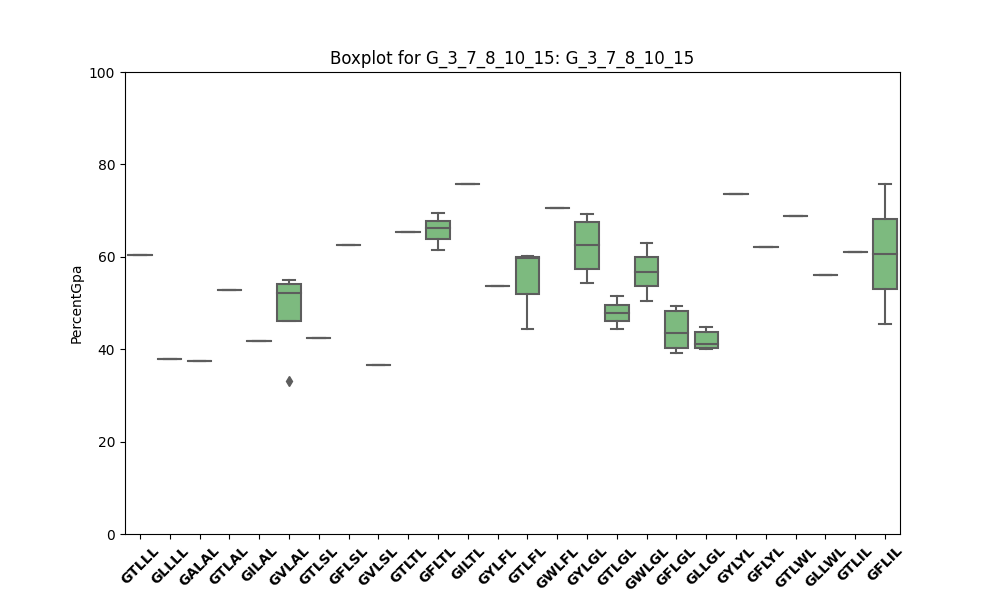 Boxplot for G_3_7_8_10_15: G_3_7_8_10_15
100
80
60
40
20
0
PercentGpa
GTLLL
GLLLL
GALAL
GTLAL
GILAL
GVLAL
GTLSL
GFLSL
GVLSL
GTLTL
GFLTL
GILTL
GYLFL
GTLFL
GWLFL
GYLGL
GTLGL
GWLGL
GFLGL
GLLGL
GYLYL
GFLYL
GTLWL
GLLWL
GTLIL
GFLIL